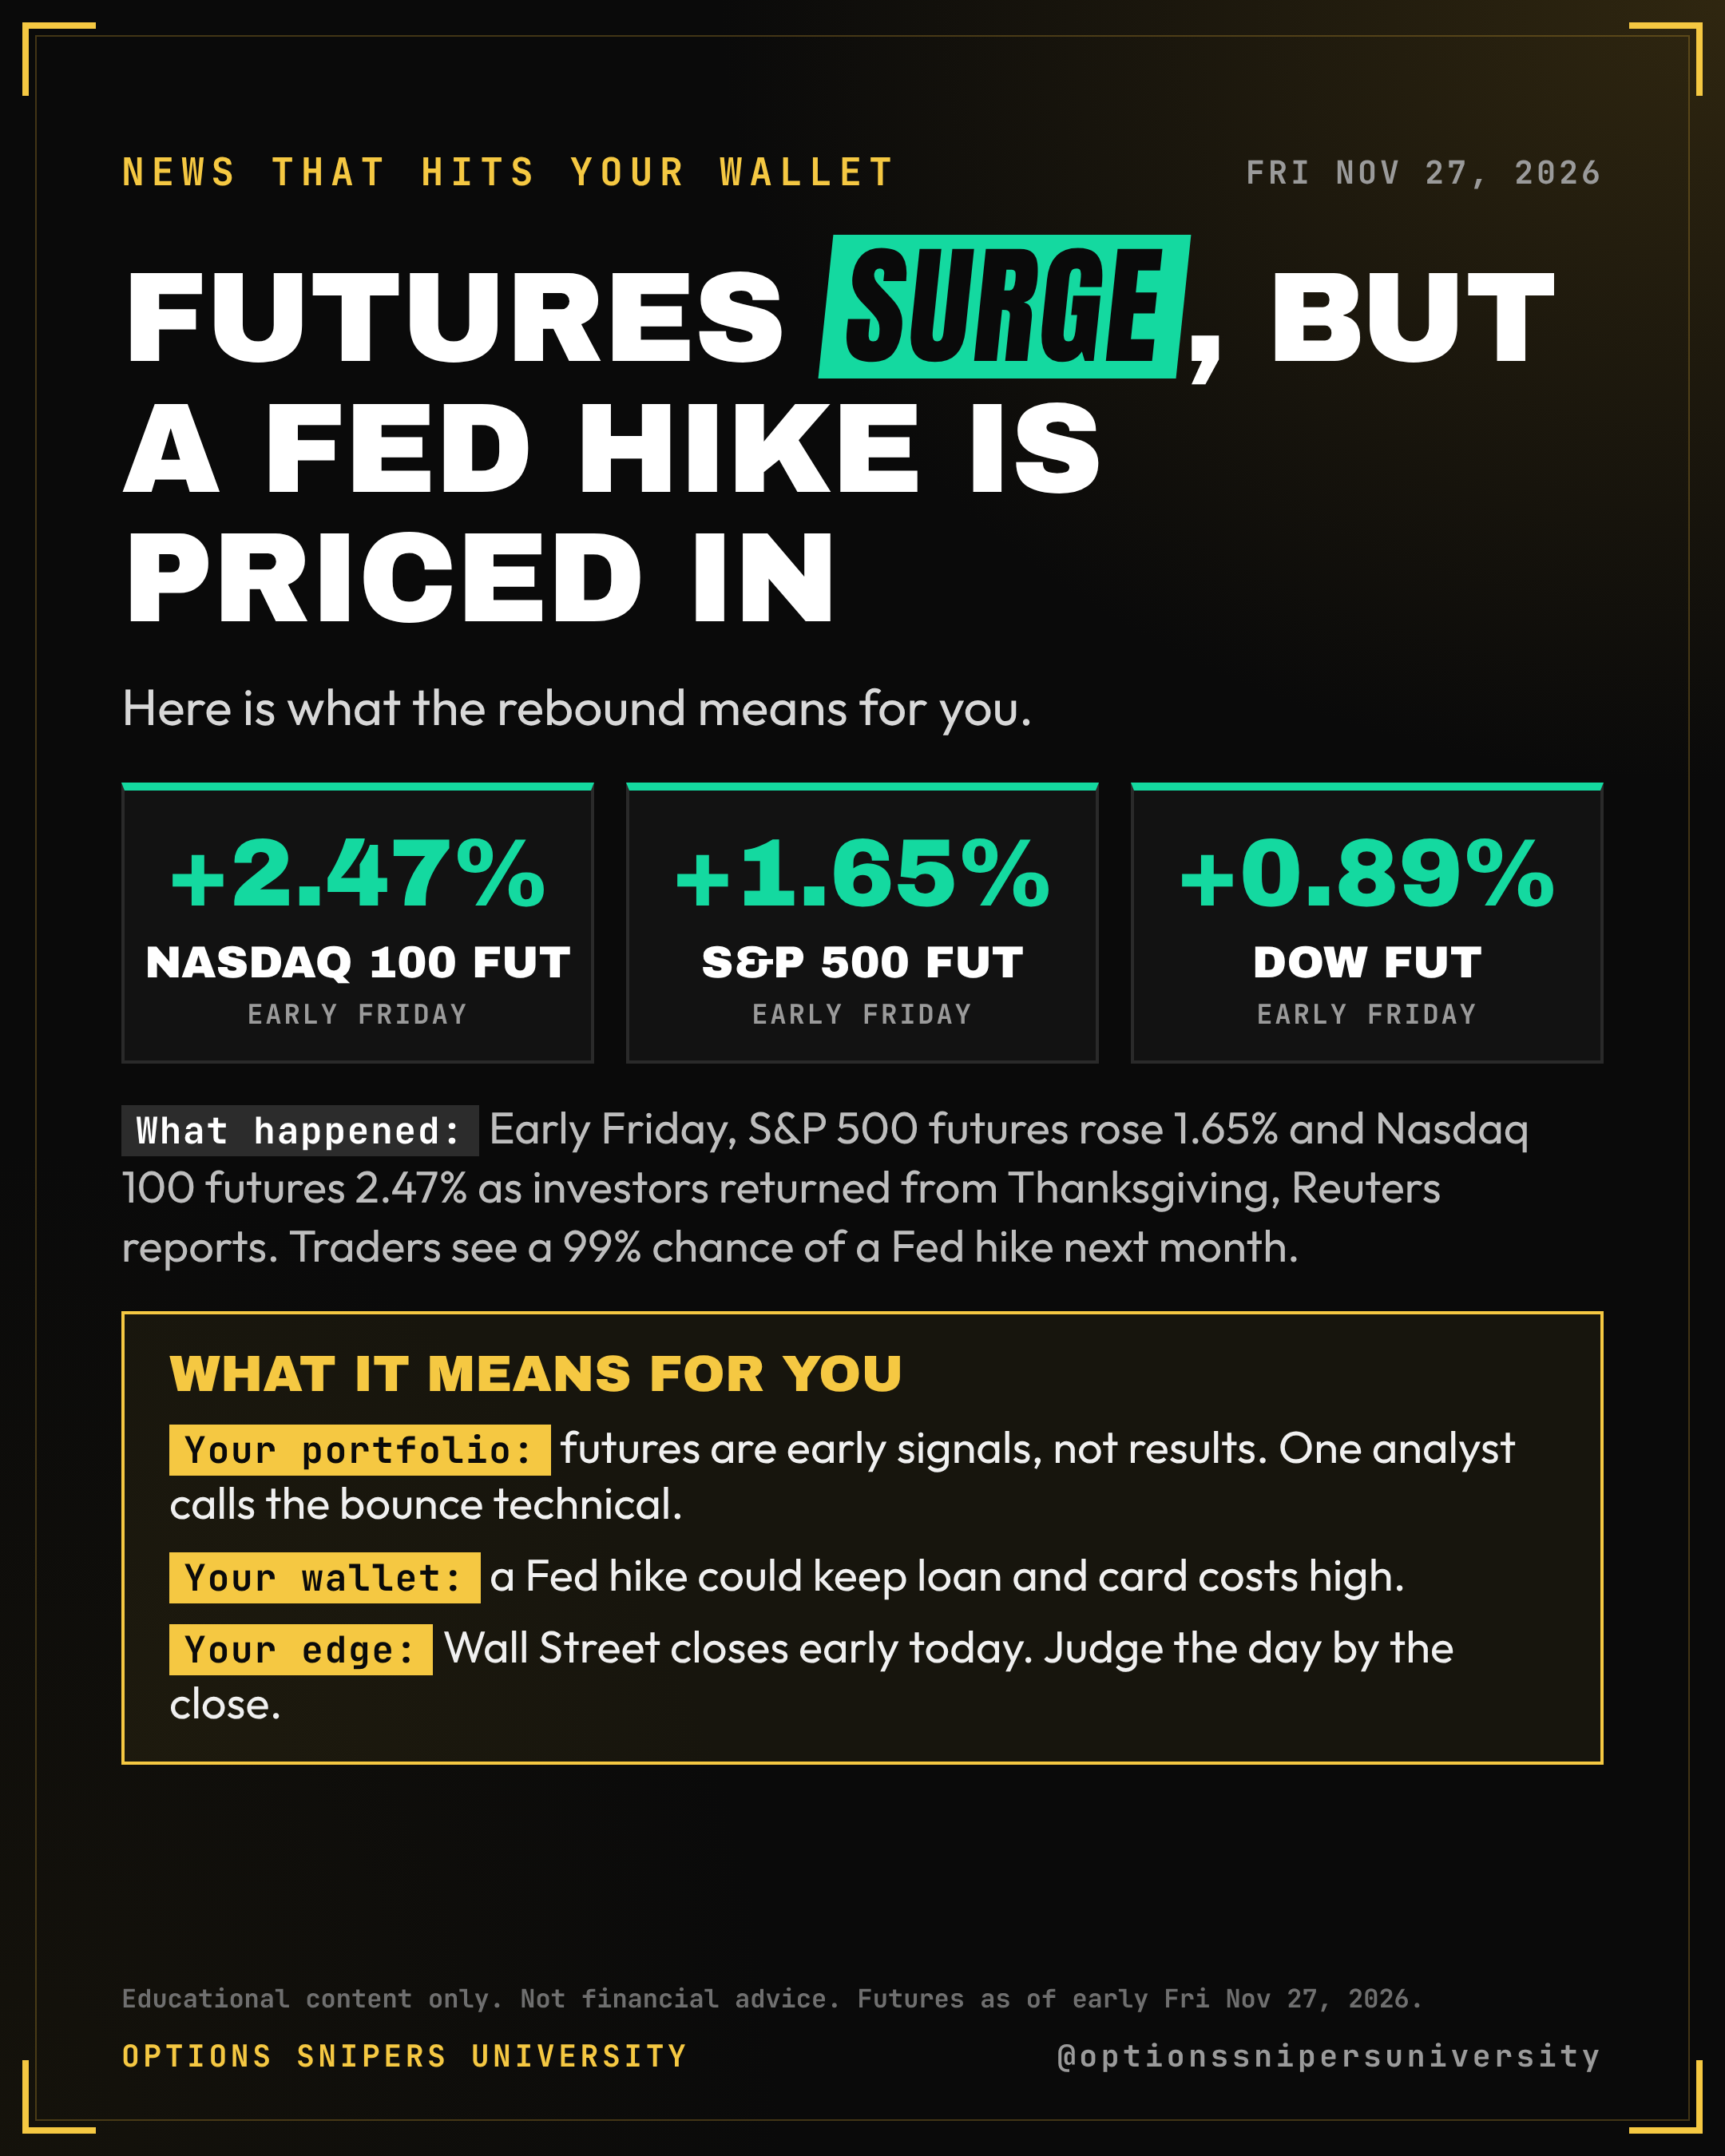 NEWS THAT HITS YOUR WALLET
FRI NOV 27, 2026
FUTURES SURGE, BUT
A FED HIKE IS
PRICED IN
Here is what the rebound means for you.
+2.47%
NASDAQ 100 FUT
EARLY FRIDAY
+1.65%
S&P 500 FUT
EARLY FRIDAY
+0.89%
DOW FUT
EARLY FRIDAY
What happened: Early Friday, S&P 500 futures rose 1.65% and Nasdaq
100 futures 2.47% as investors returned from Thanksgiving, Reuters
reports. Traders see a 99% chance of a Fed hike next month.
WHAT IT MEANS FOR YOU
Your portfolio: futures are early signals, not results. One analyst
calls the bounce technical.
Your wallet: a Fed hike could keep loan and card costs high.
Your edge: Wall Street closes early today. Judge the day by the
close.
Educational content only. Not financial advice. Futures as of early Fri Nov 27, 2026.
OPTIONS SNIPERS UNIVERSITY
@optionssnipersuniversity